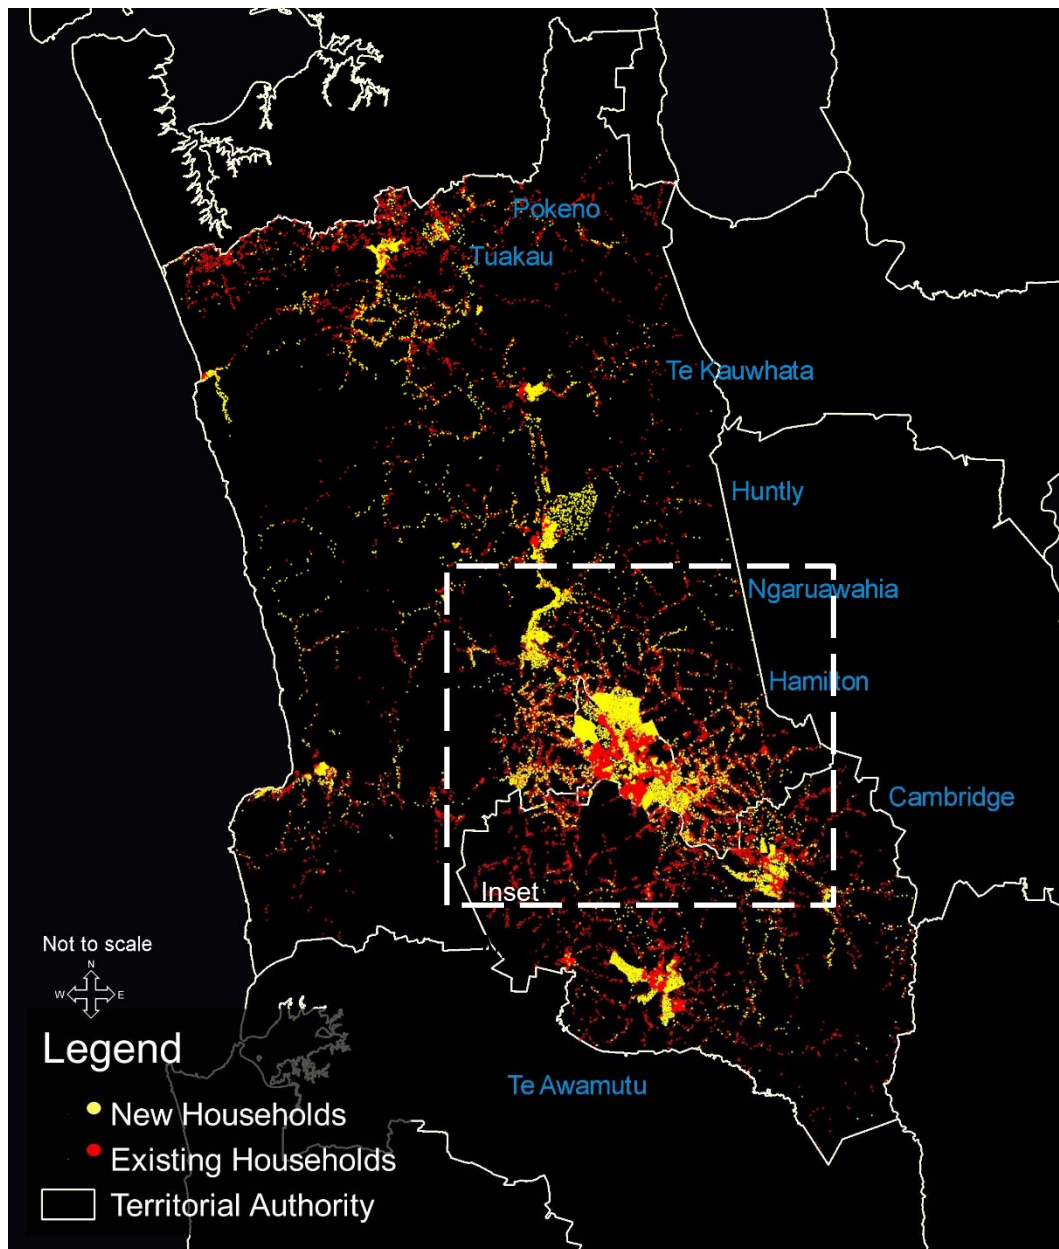 Pokeno
Tuakau
Te Kauwhata
Huntly
Ngaruawahia
Hamilton
Cambridge
Inset
Not to scale
N
W E
S
Te Awamutu
Legend
New Households
Existing Households
Territorial Authority